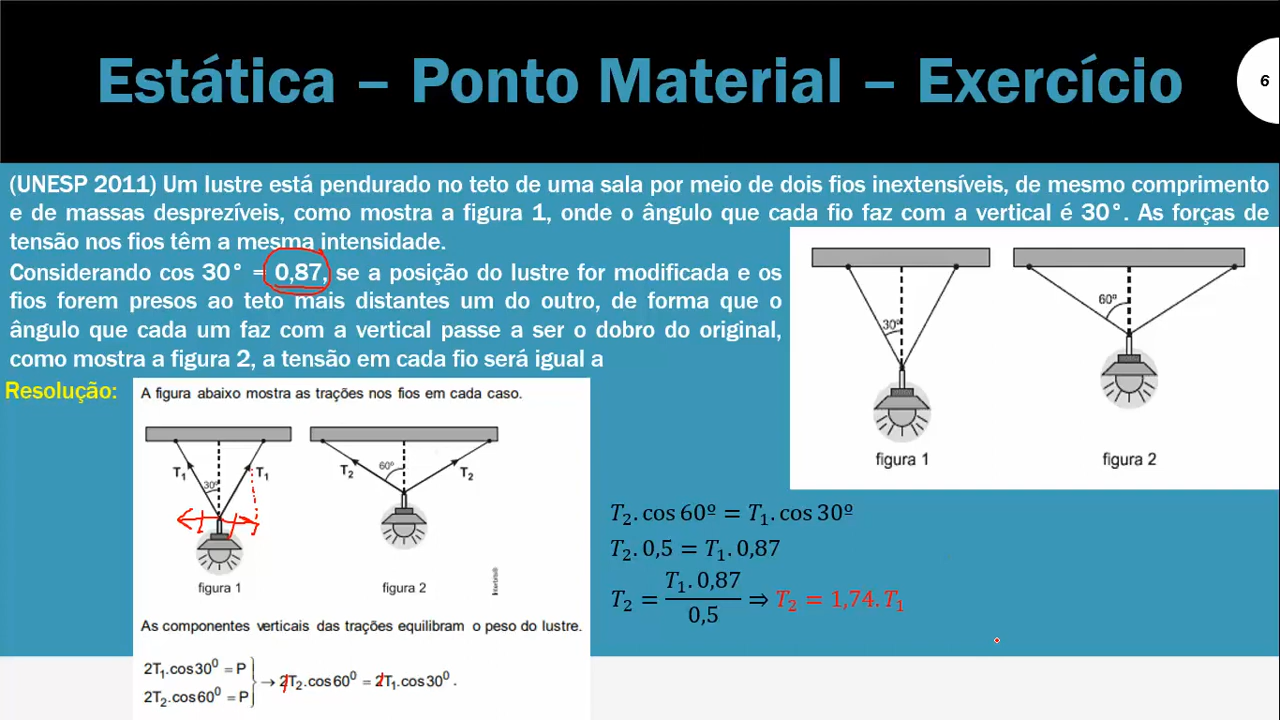 Estática – Ponto Material – Exercício
6
(UNESP 2011) Um lustre está pendurado no teto de uma sala por meio de dois fios inextensíveis, de mesmo comprimento
e de massas desprezíveis, como mostra a figura 1, onde o ângulo que cada fio faz com a vertical é 30°. As forças de
tensão nos fios têm a mesma intensidade.
Considerando cos 30° = 0,87, se a posição do lustre for modificada e os
fios forem presos ao teto mais distantes um do outro, de forma que o
ângulo que cada um faz com a vertical passe a ser o dobro do original,
como mostra a figura 2, a tensão em cada fio será igual a
30°
60°
figura 1
figura 2
Resolução:
A figura abaixo mostra as trações nos fios em cada caso.
T₁
T₁
30º
T₂
60º
T₂
figura 1
figura 2
As componentes verticais das trações equilibram o peso do lustre.
2T₁.cos30⁰ = P
2T₂.cos60⁰ = P
→ 2T₂.cos60⁰ = 2T₁.cos30⁰ .
T₂. cos 60º = T₁. cos 30º
T₂. 0,5 = T₁. 0,87
T₂ = T₁. 0,87 / 0,5 ⇒ T₂ = 1,74. T₁